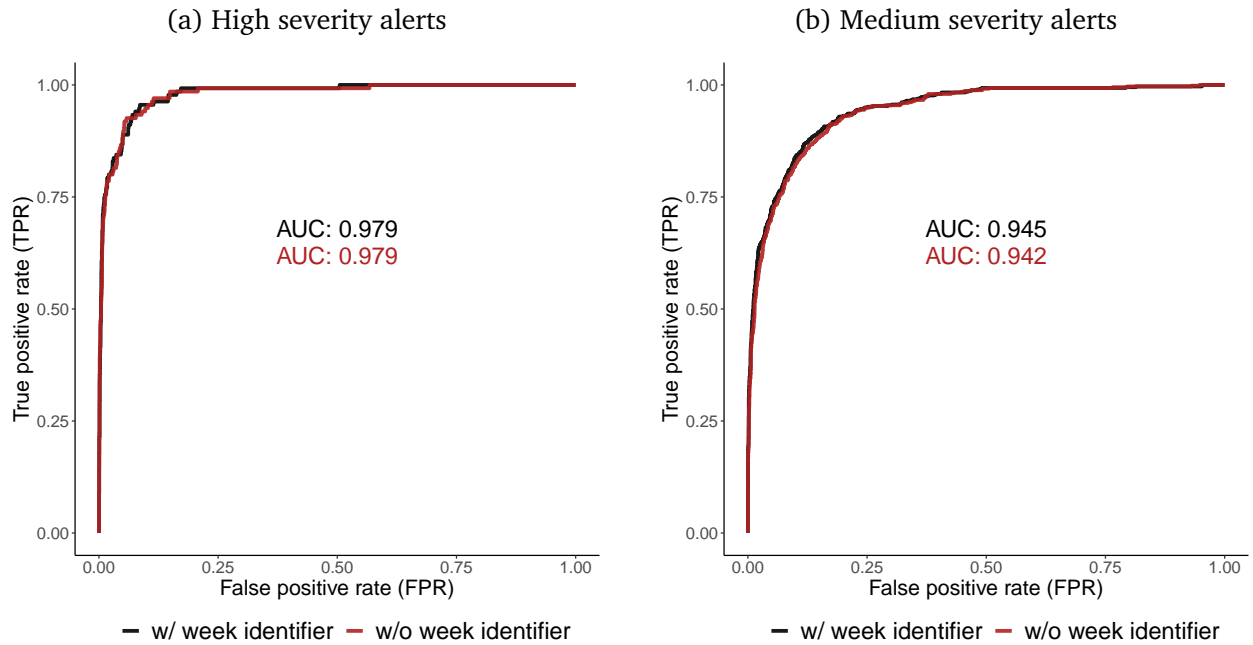 (a) High severity alerts
1.00
0.75
0.50
0.25
0.00
True positive rate (TPR)
AUC: 0.979
AUC: 0.979
0.00 0.25 0.50 0.75 1.00
False positive rate (FPR)
w/ week identifier w/o week identifier
(b) Medium severity alerts
1.00
0.75
0.50
0.25
0.00
True positive rate (TPR)
AUC: 0.945
AUC: 0.942
0.00 0.25 0.50 0.75 1.00
False positive rate (FPR)
w/ week identifier w/o week identifier